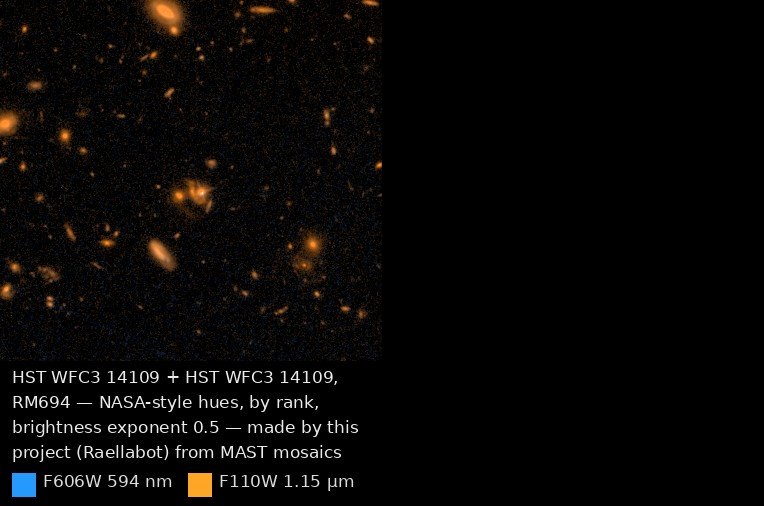 HST WFC3 14109 + HST WFC3 14109,
RM694 — NASA-style hues, by rank,
brightness exponent 0.5 — made by this
project (Raellabot) from MAST mosaics
F606W 594 nm F110W 1.15 µm